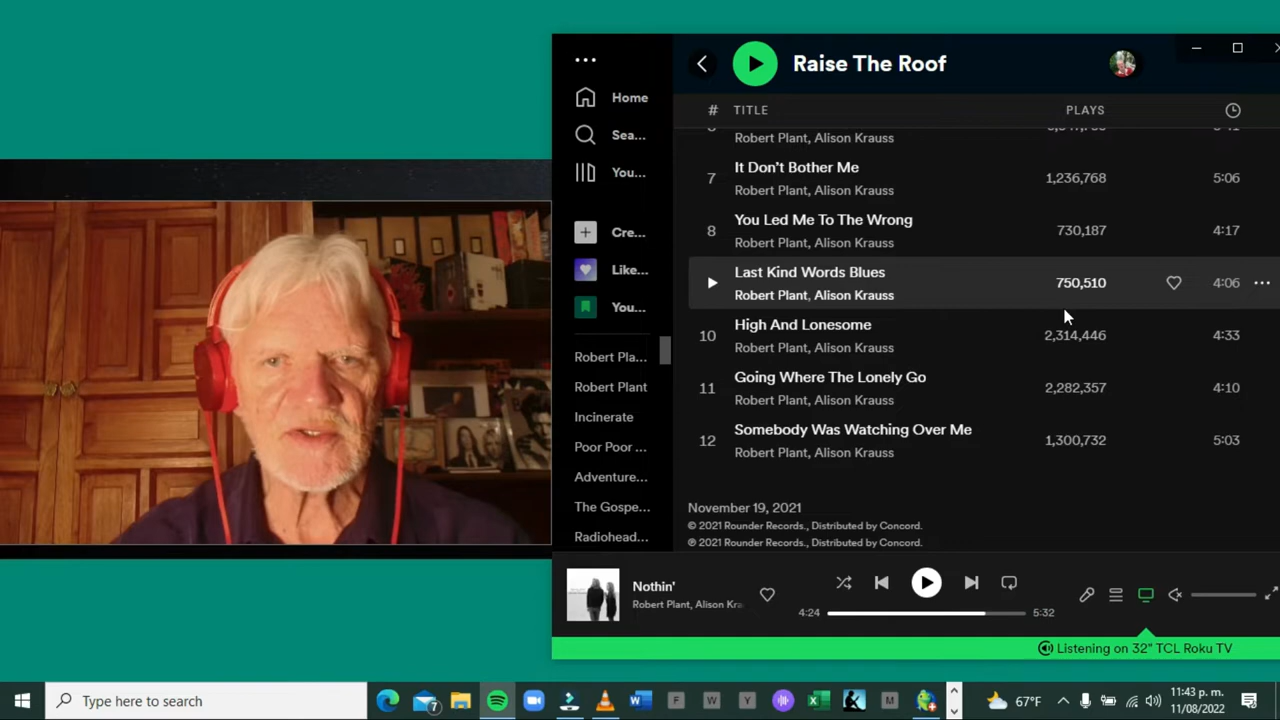 Raise The Roof
Home
Sea...
You...
Cre...
Like...
You...
Robert Pla...
Robert Plant
Incinerate
Poor Poor ...
Adventure...
The Gospe...
Radiohead...
# TITLE PLAYS
Robert Plant, Alison Krauss
7 It Don't Bother Me 1,236,768 5:06
Robert Plant, Alison Krauss
8 You Led Me To The Wrong 730,187 4:17
Robert Plant, Alison Krauss
Last Kind Words Blues 750,510 4:06
Robert Plant, Alison Krauss
10 High And Lonesome 2,314,446 4:33
Robert Plant, Alison Krauss
11 Going Where The Lonely Go 2,282,357 4:10
Robert Plant, Alison Krauss
12 Somebody Was Watching Over Me 1,300,732 5:03
Robert Plant, Alison Krauss
November 19, 2021
© 2021 Rounder Records., Distributed by Concord.
℗ 2021 Rounder Records., Distributed by Concord.
Nothin'
Robert Plant, Alison Kra
4:24 5:32
Listening on 32" TCL Roku TV
Type here to search
7
W
F
W
Y
M
67°F
11:43 p. m.
11/08/2022